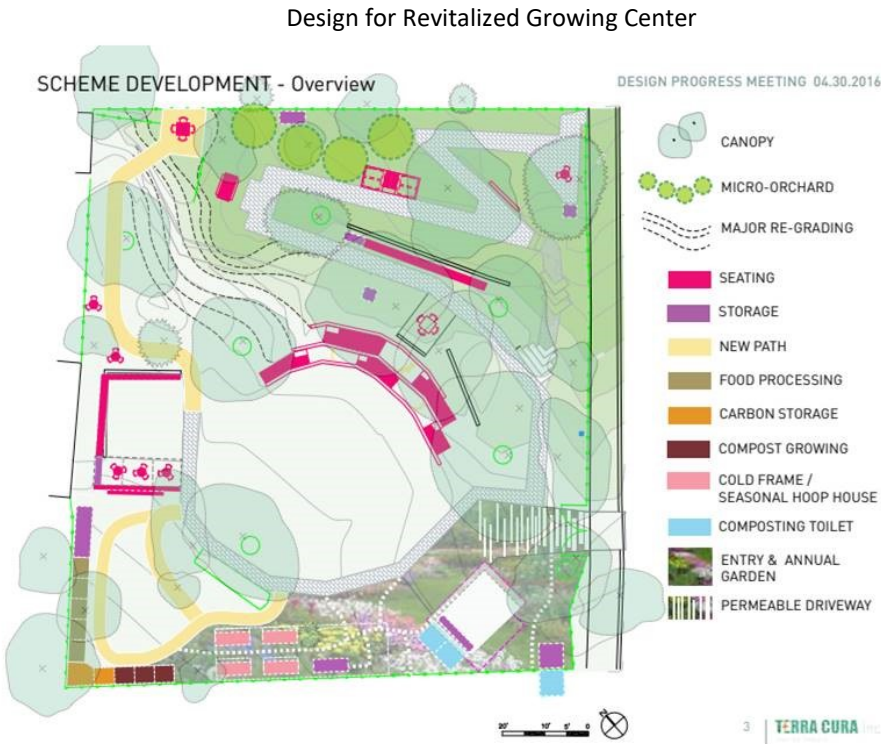 Design for Revitalized Growing Center
SCHEME DEVELOPMENT - Overview
DESIGN PROGRESS MEETING 04.30.2016
CANOPY
MICRO-ORCHARD
MAJOR RE-GRADING
SEATING
STORAGE
NEW PATH
FOOD PROCESSING
CARBON STORAGE
COMPOST GROWING
COLD FRAME /
SEASONAL HOOP HOUSE
COMPOSTING TOILET
ENTRY & ANNUAL
GARDEN
PERMEABLE DRIVEWAY
20' 10' 5' 0
N
3 TERRA CURA INC